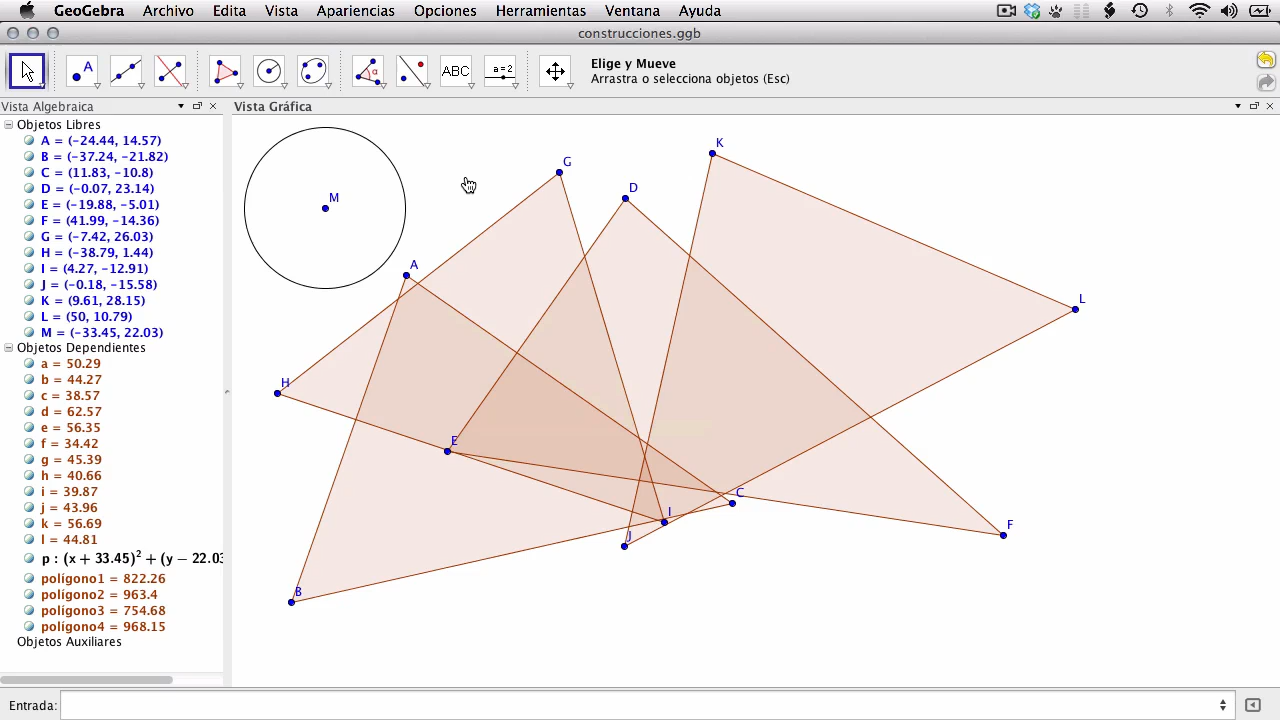 GeoGebra Archivo Edita Vista Apariencias Opciones Herramientas Ventana Ayuda
construcciones.ggb
A α ABC a=2
Elige y Mueve
Arrastra o selecciona objetos (Esc)
Vista Algebraica
Vista Gráfica
Objetos Libres
A = (-24.44, 14.57)
B = (-37.24, -21.82)
C = (11.83, -10.8)
D = (-0.07, 23.14)
E = (-19.88, -5.01)
F = (41.99, -14.36)
G = (-7.42, 26.03)
H = (-38.79, 1.44)
I = (4.27, -12.91)
J = (-0.18, -15.58)
K = (9.61, 28.15)
L = (50, 10.79)
M = (-33.45, 22.03)
Objetos Dependientes
a = 50.29
b = 44.27
c = 38.57
d = 62.57
e = 56.35
f = 34.42
g = 45.39
h = 40.66
i = 39.87
j = 43.96
k = 56.69
l = 44.81
p : (x + 33.45)² + (y − 22.03
polígono1 = 822.26
polígono2 = 963.4
polígono3 = 754.68
polígono4 = 968.15
Objetos Auxiliares
K
G
D
M
A
L
H
E
C
I
F
J
B
Entrada: